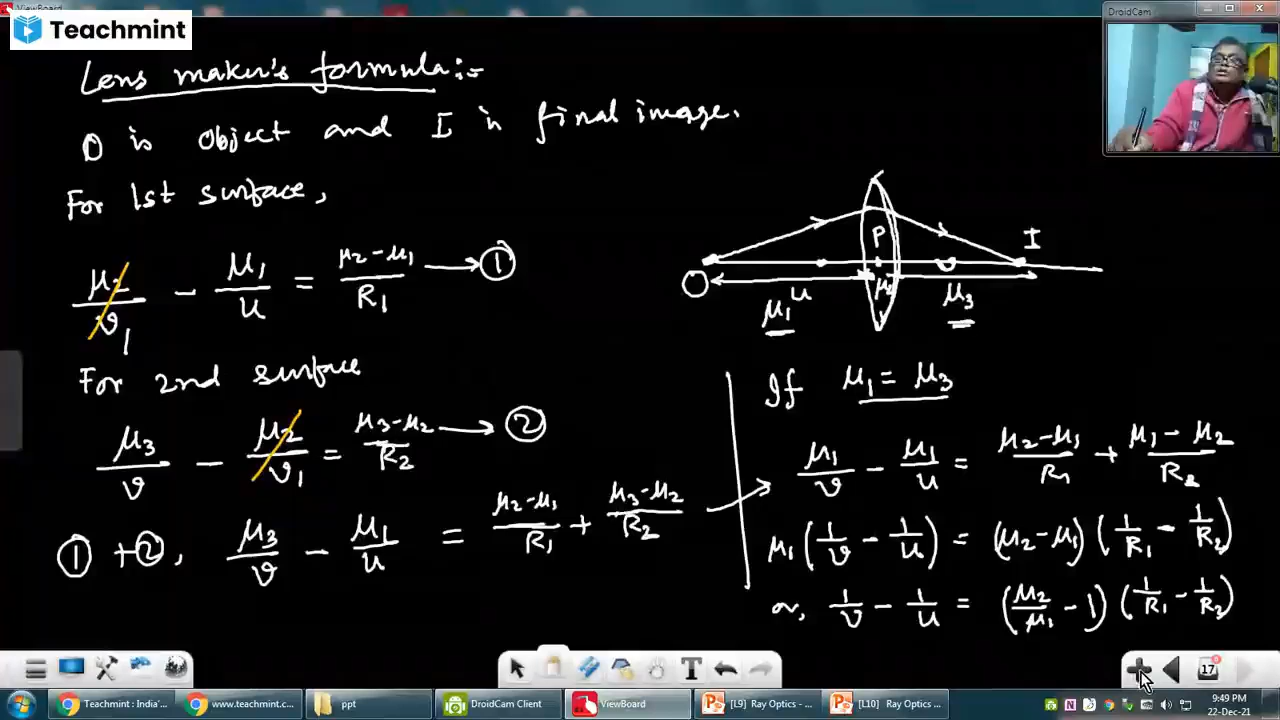 ViewBoard
Teachmint
DroidCam
Lens maker's formula:-
O is object and I is final image.
For 1st surface,
μ2/v1 - μ1/u = μ2-μ1/R1 → ①
For 2nd surface
μ3/v - μ2/v1 = μ3-μ2/R2 → ②
① + ②, μ3/v - μ1/u = μ2-μ1/R1 + μ3-μ2/R2
O P I
u v
μ1 μ2 μ3
If μ1 = μ3
μ1/v - μ1/u = μ2-μ1/R1 + μ1-μ2/R2
μ1(1/v - 1/u) = (μ2-μ1)(1/R1 - 1/R2)
or, 1/v - 1/u = (μ2/μ1 - 1)(1/R1 - 1/R2)
T 17
Teachmint : India'... www.teachmint.c... ppt DroidCam Client ViewBoard [L9] Ray Optics - ... [L10] Ray Optics ...
9:49 PM
22-Dec-21